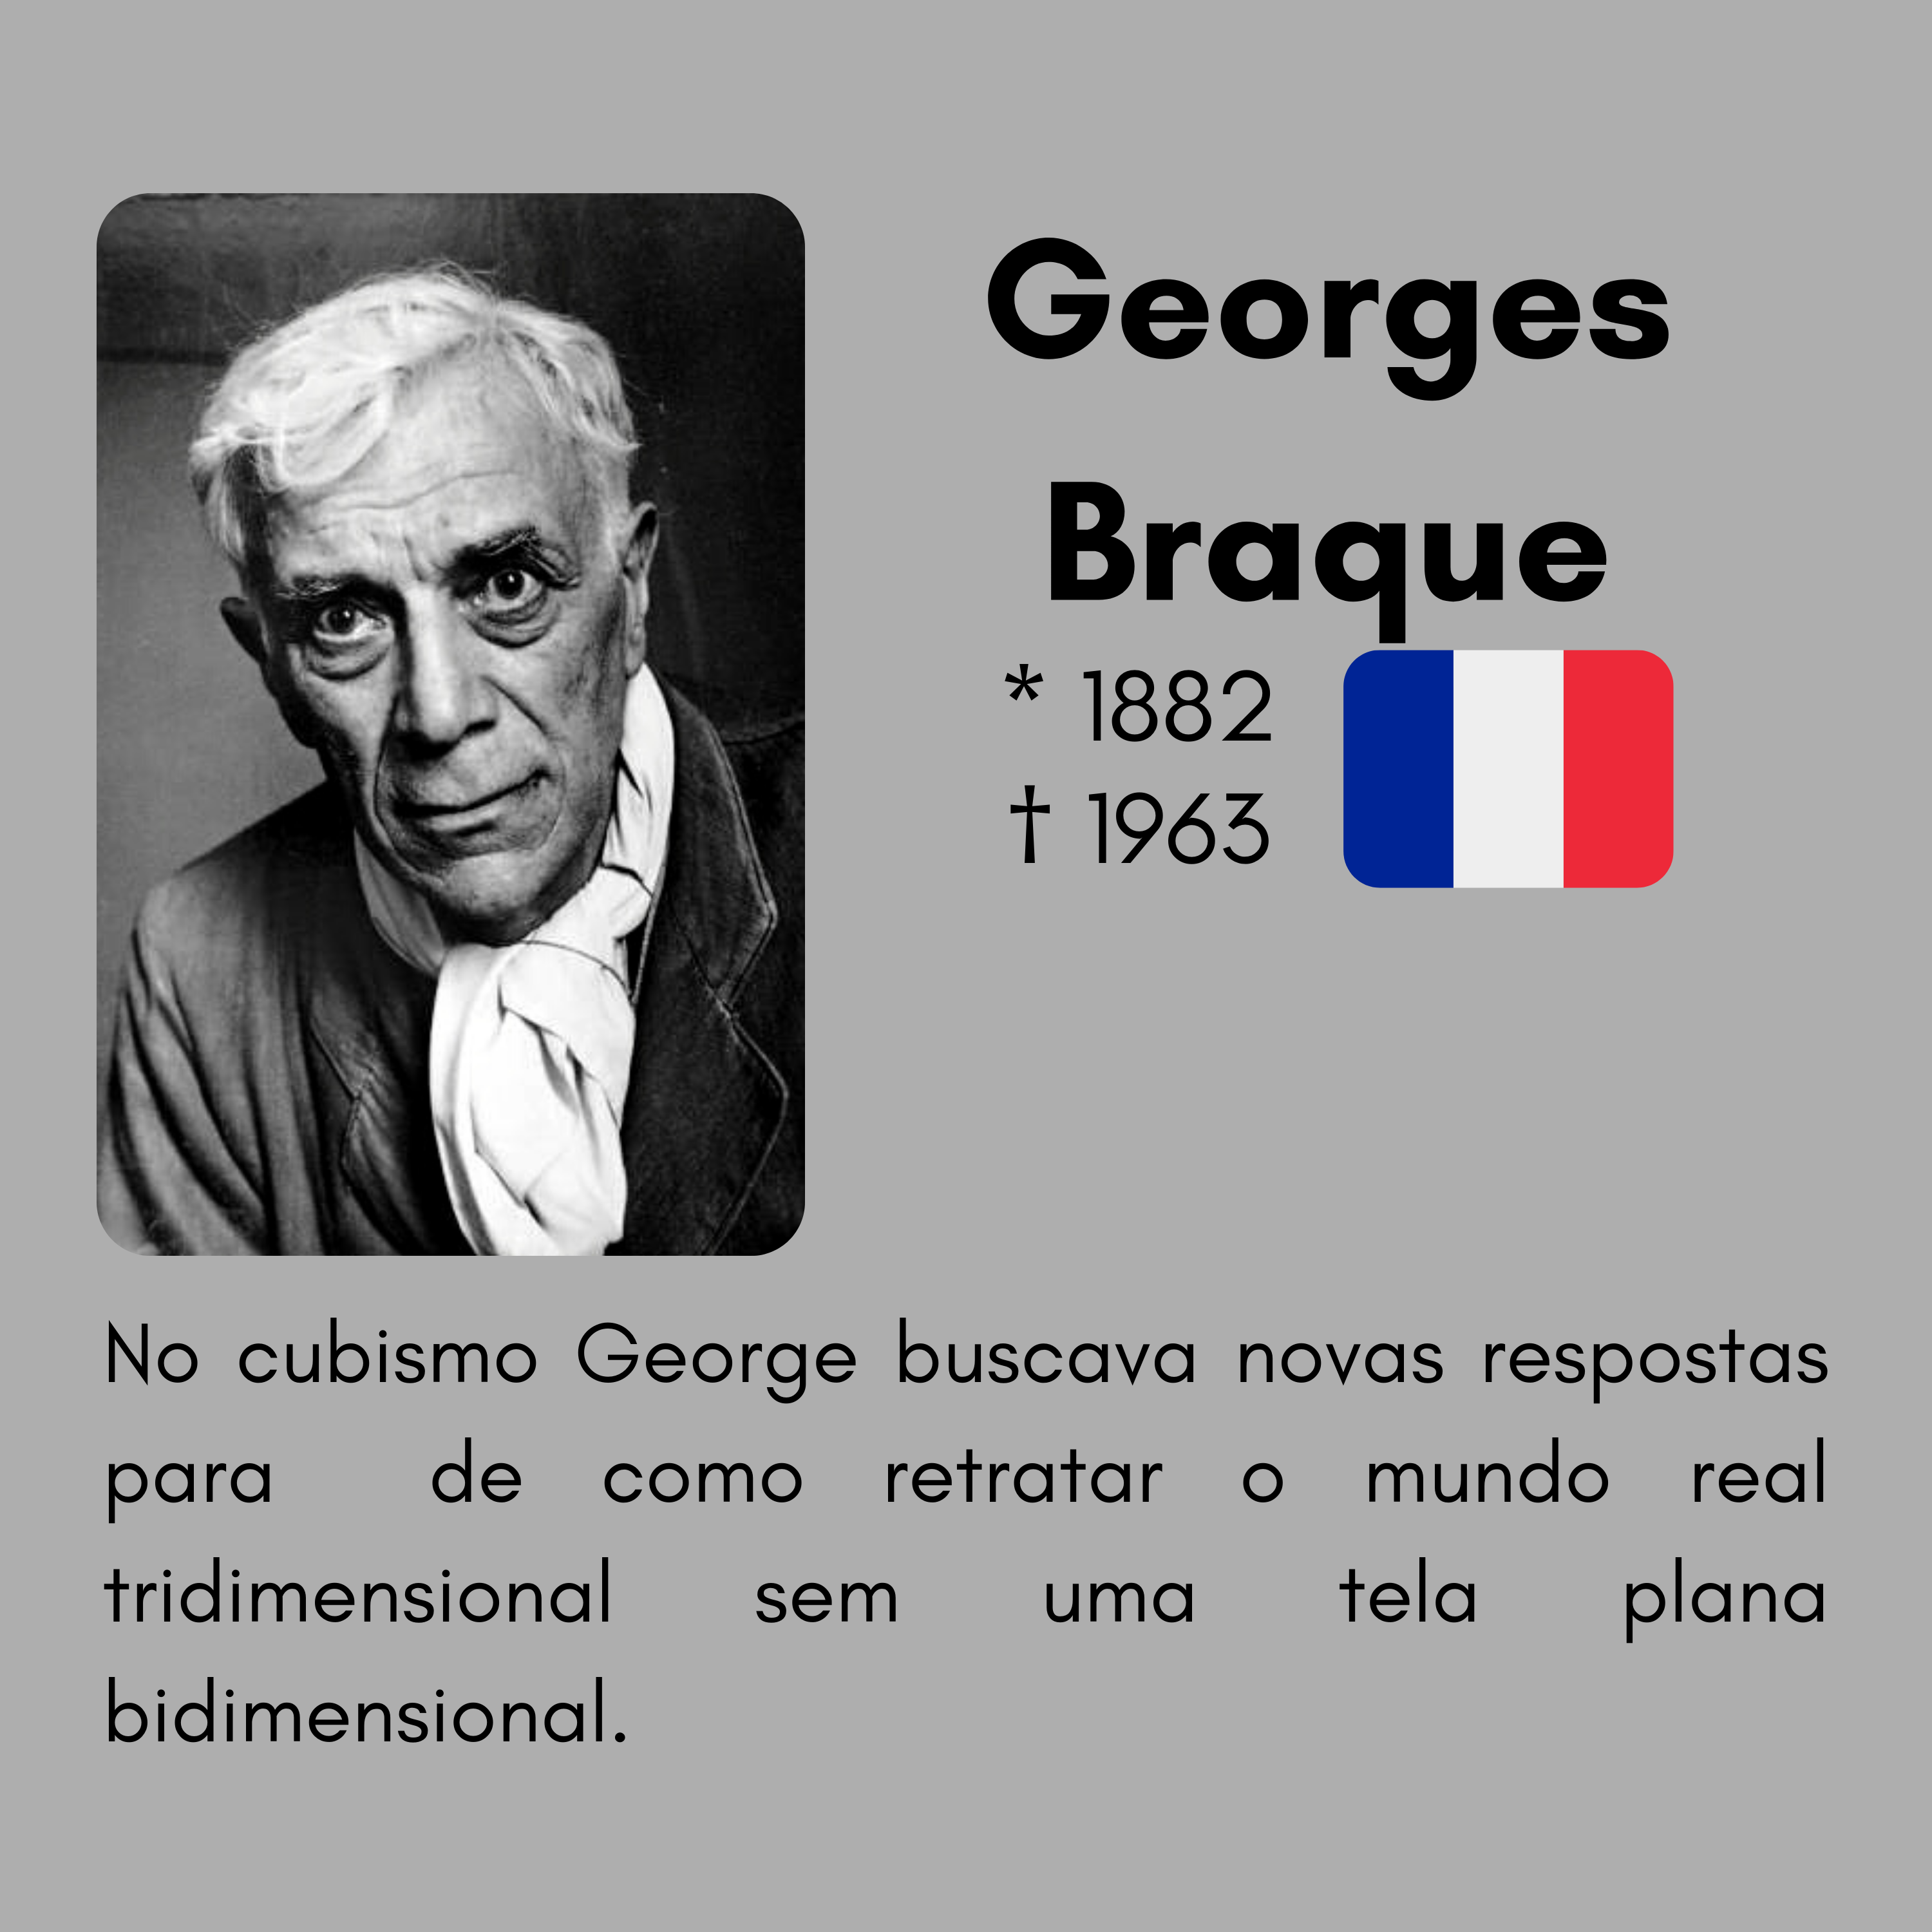 Georges
Braque
* 1882
† 1963
No cubismo George buscava novas respostas
para de como retratar o mundo real
tridimensional sem uma tela plana
bidimensional.